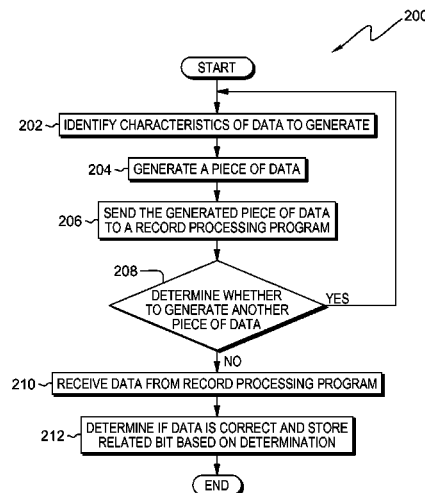 200
START
202 IDENTIFY CHARACTERISTICS OF DATA TO GENERATE
204 GENERATE A PIECE OF DATA
SEND THE GENERATED PIECE OF DATA
206 TO A RECORD PROCESSING PROGRAM
208
DETERMINE WHETHER
TO GENERATE ANOTHER
PIECE OF DATA
YES
NO
210 RECEIVE DATA FROM RECORD PROCESSING PROGRAM
DETERMINE IF DATA IS CORRECT AND STORE
212 RELATED BIT BASED ON DETERMINATION
END